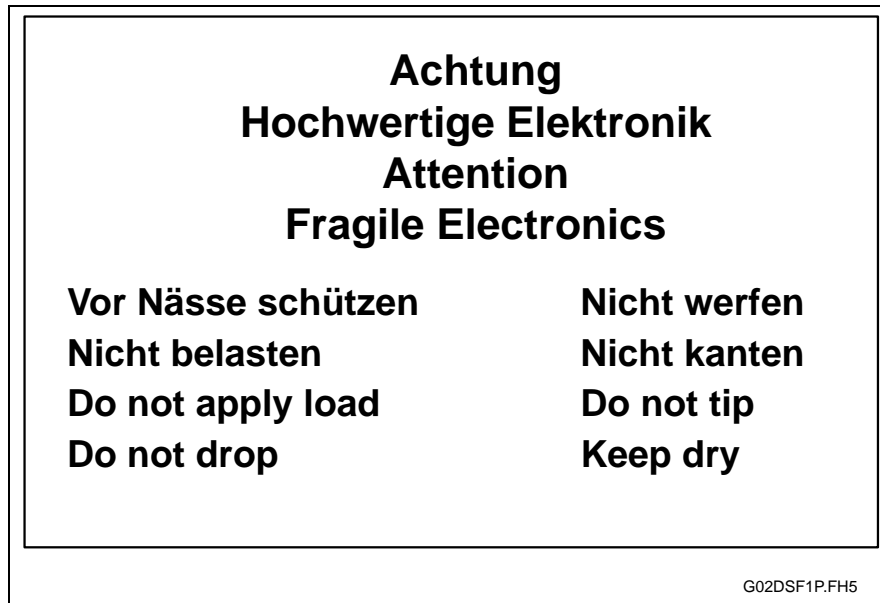 Achtung
Hochwertige Elektronik
Attention
Fragile Electronics
Vor Nässe schützen Nicht werfen
Nicht belasten Nicht kanten
Do not apply load Do not tip
Do not drop Keep dry
G02DSF1P.FH5